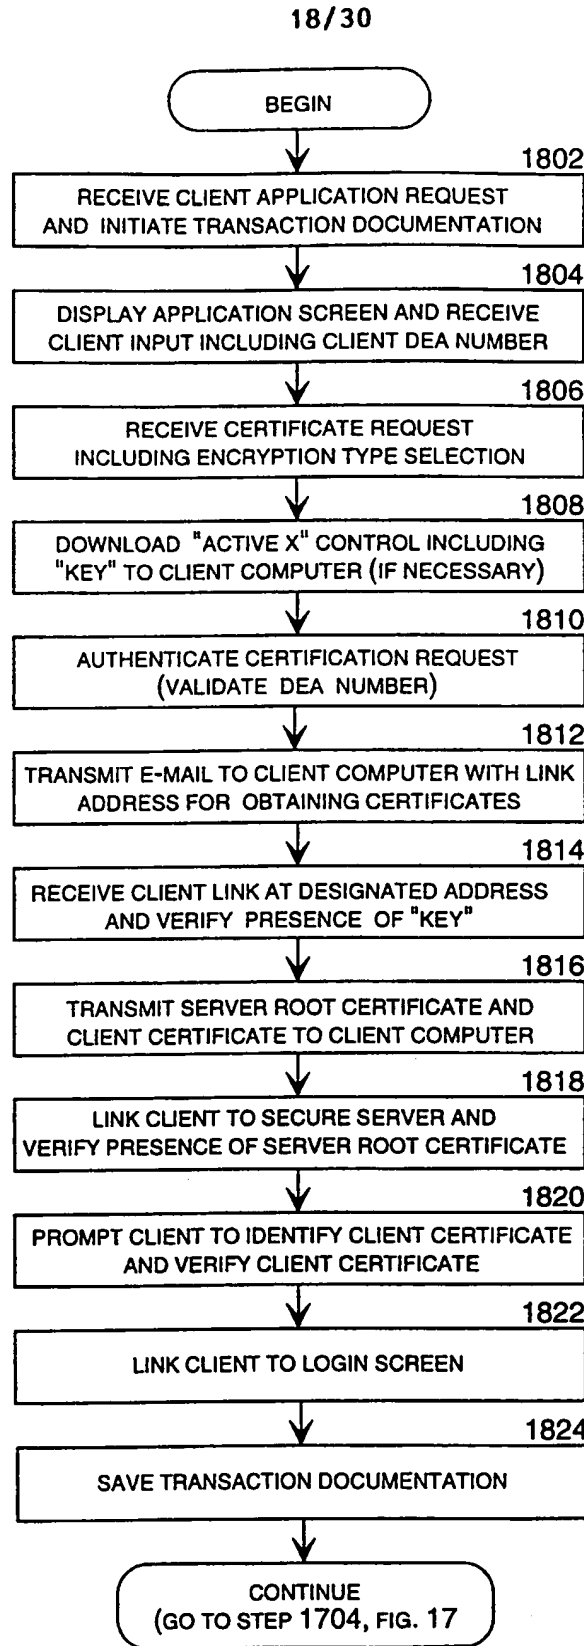 18/30
BEGIN
1802
RECEIVE CLIENT APPLICATION REQUEST
AND INITIATE TRANSACTION DOCUMENTATION
1804
DISPLAY APPLICATION SCREEN AND RECEIVE
CLIENT INPUT INCLUDING CLIENT DEA NUMBER
1806
RECEIVE CERTIFICATE REQUEST
INCLUDING ENCRYPTION TYPE SELECTION
1808
DOWNLOAD "ACTIVE X" CONTROL INCLUDING
"KEY" TO CLIENT COMPUTER (IF NECESSARY)
1810
AUTHENTICATE CERTIFICATION REQUEST
(VALIDATE DEA NUMBER)
1812
TRANSMIT E-MAIL TO CLIENT COMPUTER WITH LINK
ADDRESS FOR OBTAINING CERTIFICATES
1814
RECEIVE CLIENT LINK AT DESIGNATED ADDRESS
AND VERIFY PRESENCE OF "KEY"
1816
TRANSMIT SERVER ROOT CERTIFICATE AND
CLIENT CERTIFICATE TO CLIENT COMPUTER
1818
LINK CLIENT TO SECURE SERVER AND
VERIFY PRESENCE OF SERVER ROOT CERTIFICATE
1820
PROMPT CLIENT TO IDENTIFY CLIENT CERTIFICATE
AND VERIFY CLIENT CERTIFICATE
1822
LINK CLIENT TO LOGIN SCREEN
1824
SAVE TRANSACTION DOCUMENTATION
CONTINUE
(GO TO STEP 1704, FIG. 17